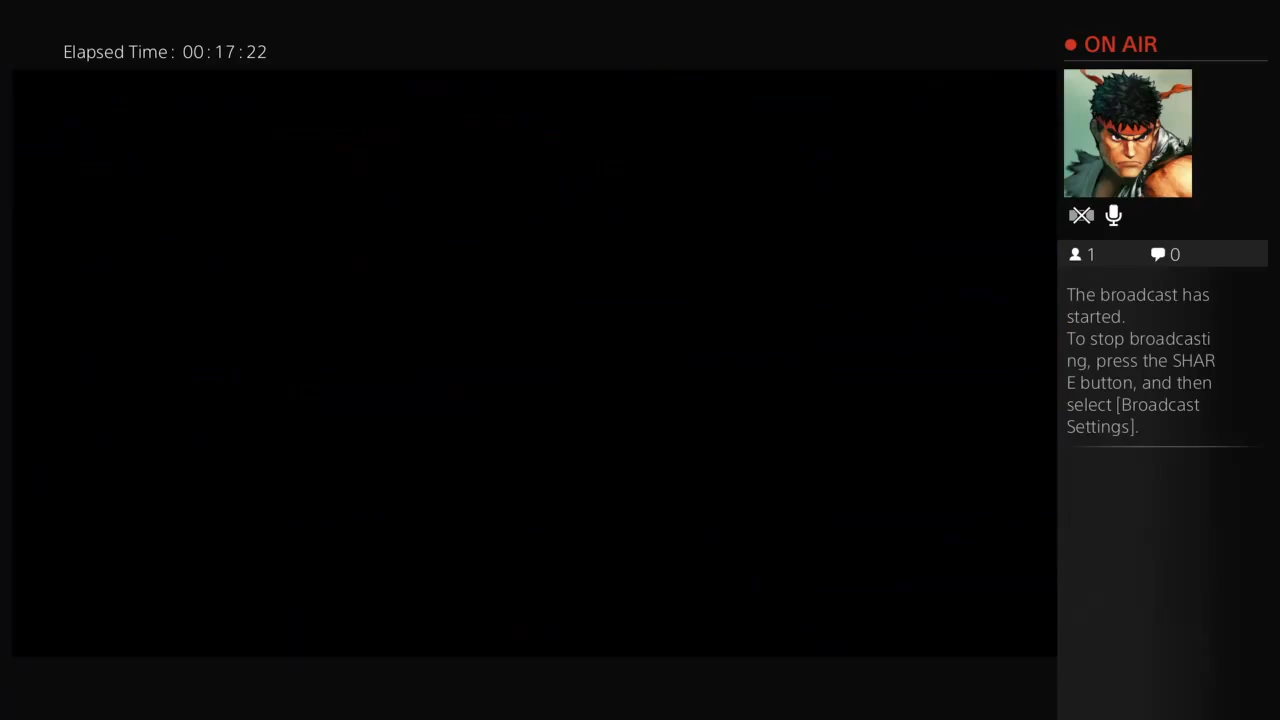 Elapsed Time: 00:17:22
ON AIR
1 0
The broadcast has
started.
To stop broadcasti
ng, press the SHAR
E button, and then
select [Broadcast
Settings].